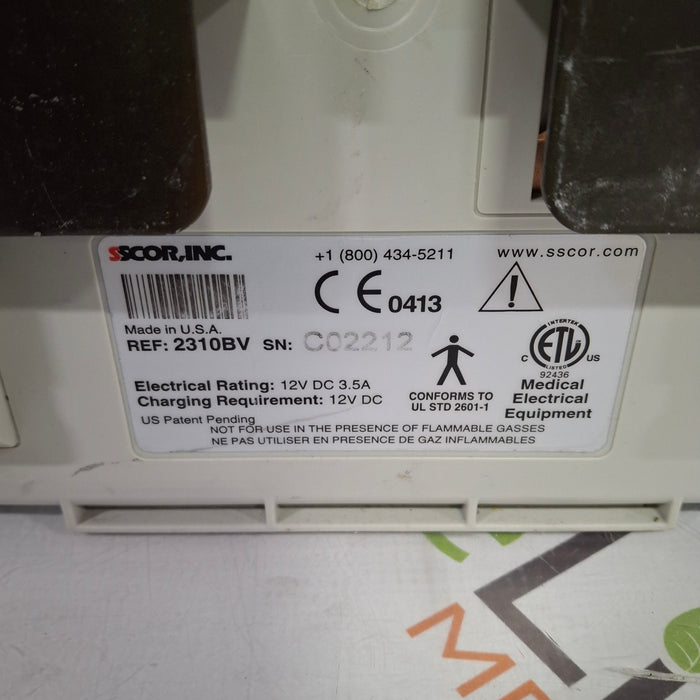 SSCOR, INC.
+1 (800) 434-5211
www.sscor.com
CE 0413
Made in U.S.A.
REF: 2310BV SN: C02212
Electrical Rating: 12V DC 3.5A
Charging Requirement: 12V DC
US Patent Pending
CONFORMS TO
UL STD 2601-1
INTERTEK
C ETL US
LISTED
92436
Medical
Electrical
Equipment
NOT FOR USE IN THE PRESENCE OF FLAMMABLE GASSES
NE PAS UTILISER EN PRESENCE DE GAZ INFLAMMABLES